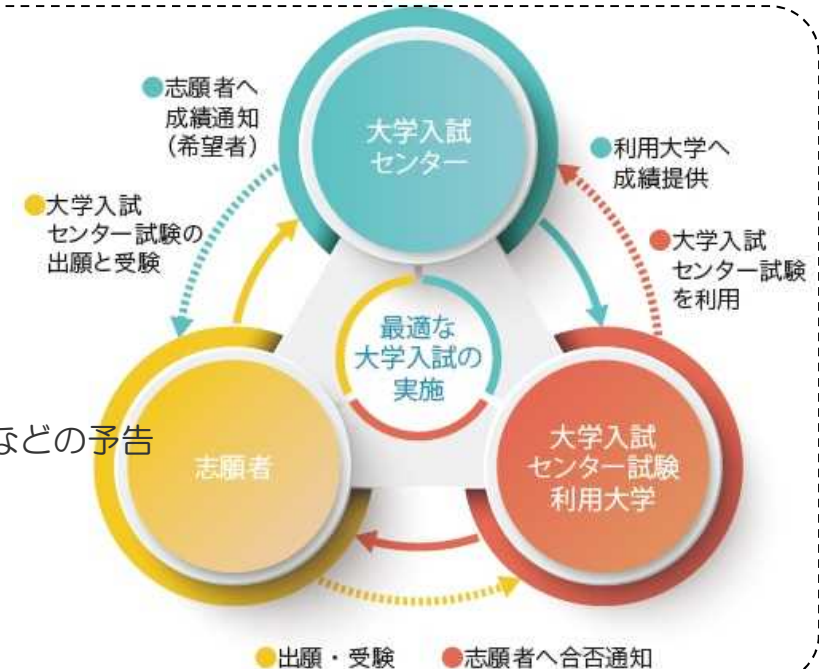 ●志願者へ
成績通知
(希望者)
大学入試
センター
●利用大学へ
成績提供
●大学入試
センター試験の
出願と受験
●大学入試
センター試験
を利用
最適な
大学入試の
実施
などの予告
志願者
大学入試
センター試験
利用大学
●出願・受験
●志願者へ合否通知